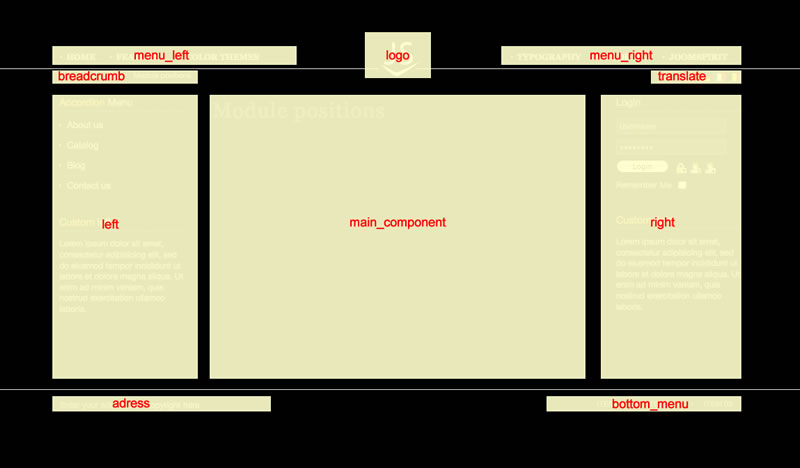 HOME
menu_left
COLOR THEMES
logo
TYPOGRAPHY
menu_right
JOOMSPIRIT
breadcrumb
Module positions
translate
Accordion Menu
About us
Catalog
Blog
Contact us
Custom
left
Lorem ipsum dolor sit amet,
consectetur adipisicing elit, sed
do eiusmod tempor incididunt ut
labore et dolore magna aliqua. Ut
enim ad minim veniam, quis
nostrud exercitation ullamco
laboris.
Module positions
main_component
Login
Username
Login
Remember Me
Custom
right
Lorem ipsum dolor sit amet,
consectetur adipisicing elit, sed
do eiusmod tempor incididunt ut
labore et dolore magna aliqua. Ut
enim ad minim veniam, quis
nostrud exercitation ullamco
laboris.
adress
bottom_menu